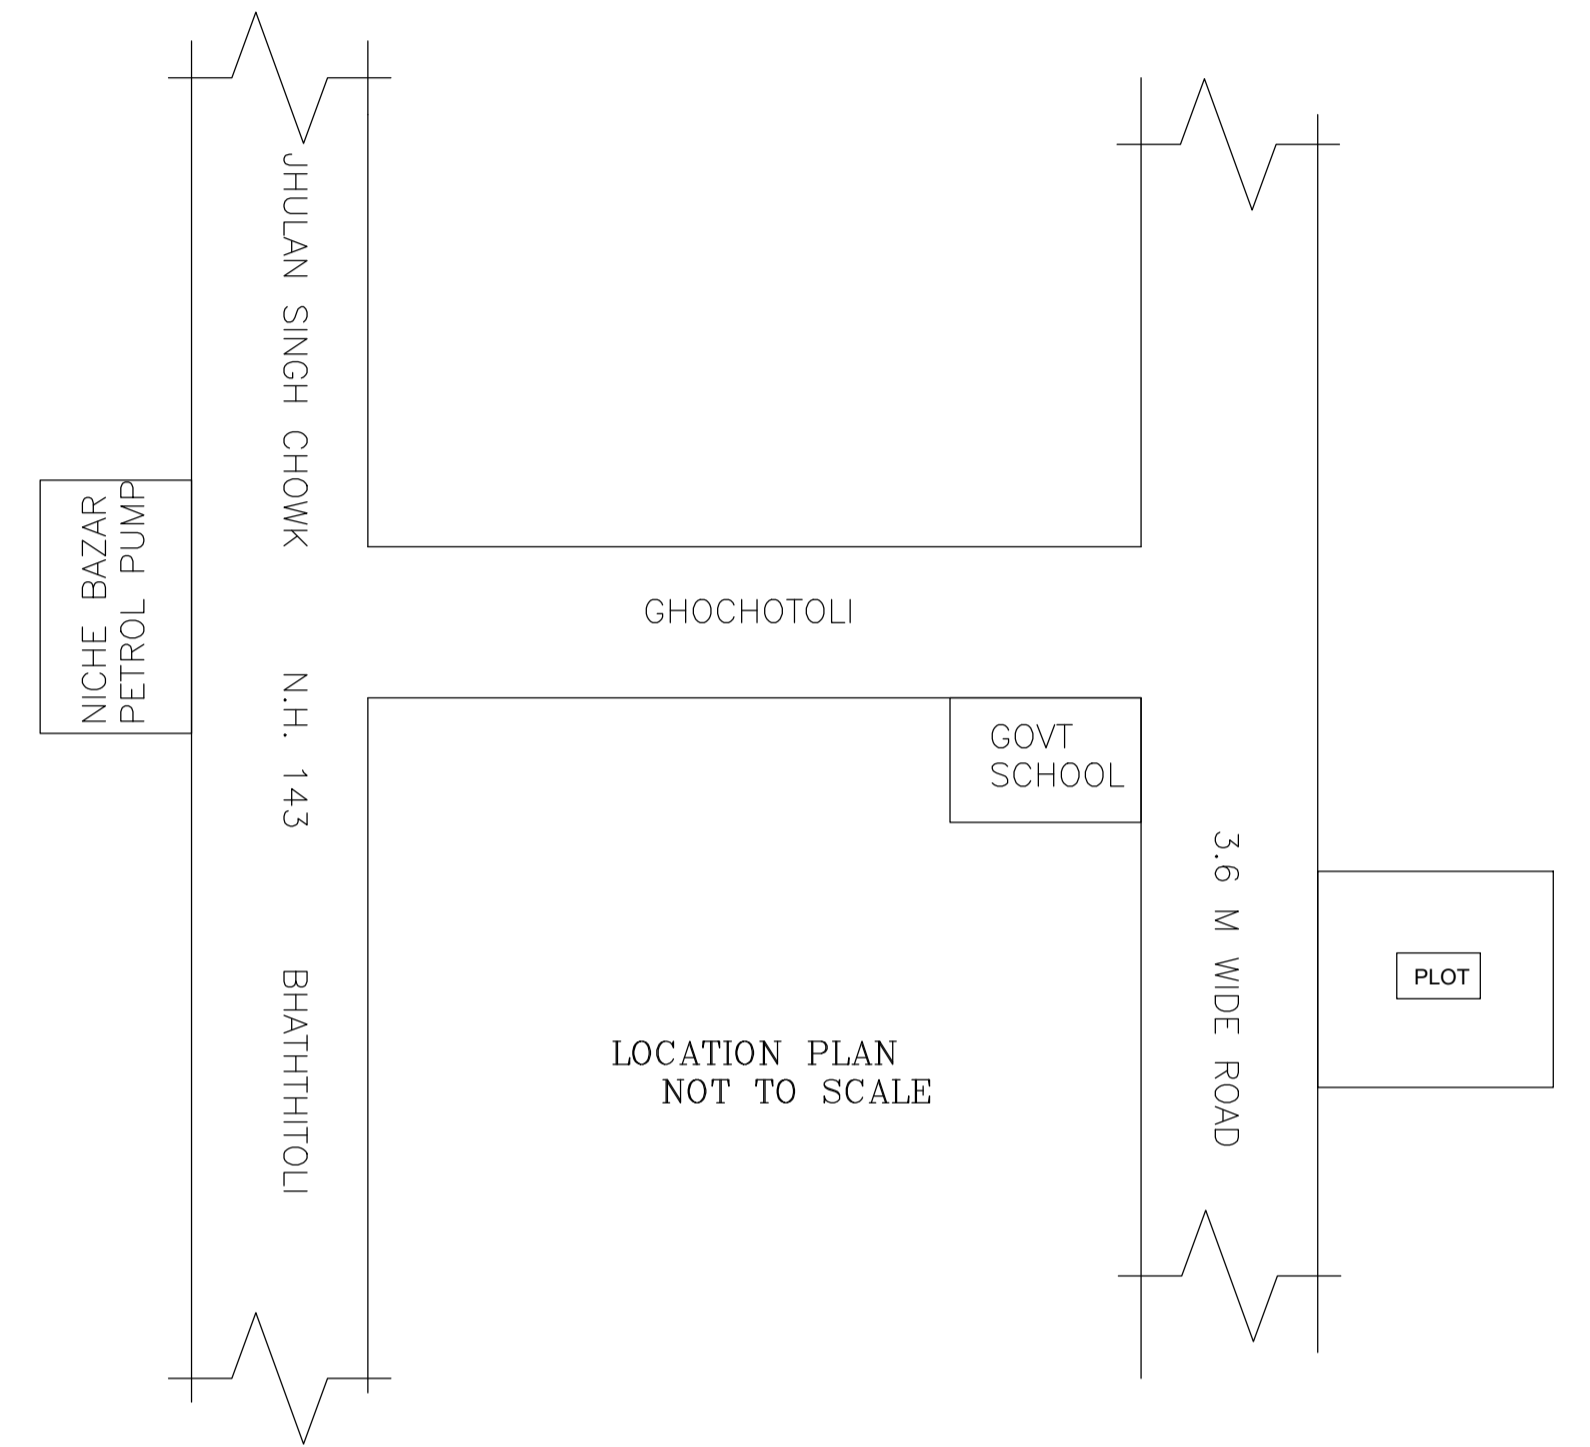 JHULAN SINGH CHOWK
N.H. 143
BHATHTHITOLI
NICHE BAZAR
PETROL PUMP
GHOCHOTOLI
GOVT
SCHOOL
3.6 M WIDE ROAD
PLOT
LOCATION PLAN
NOT TO SCALE